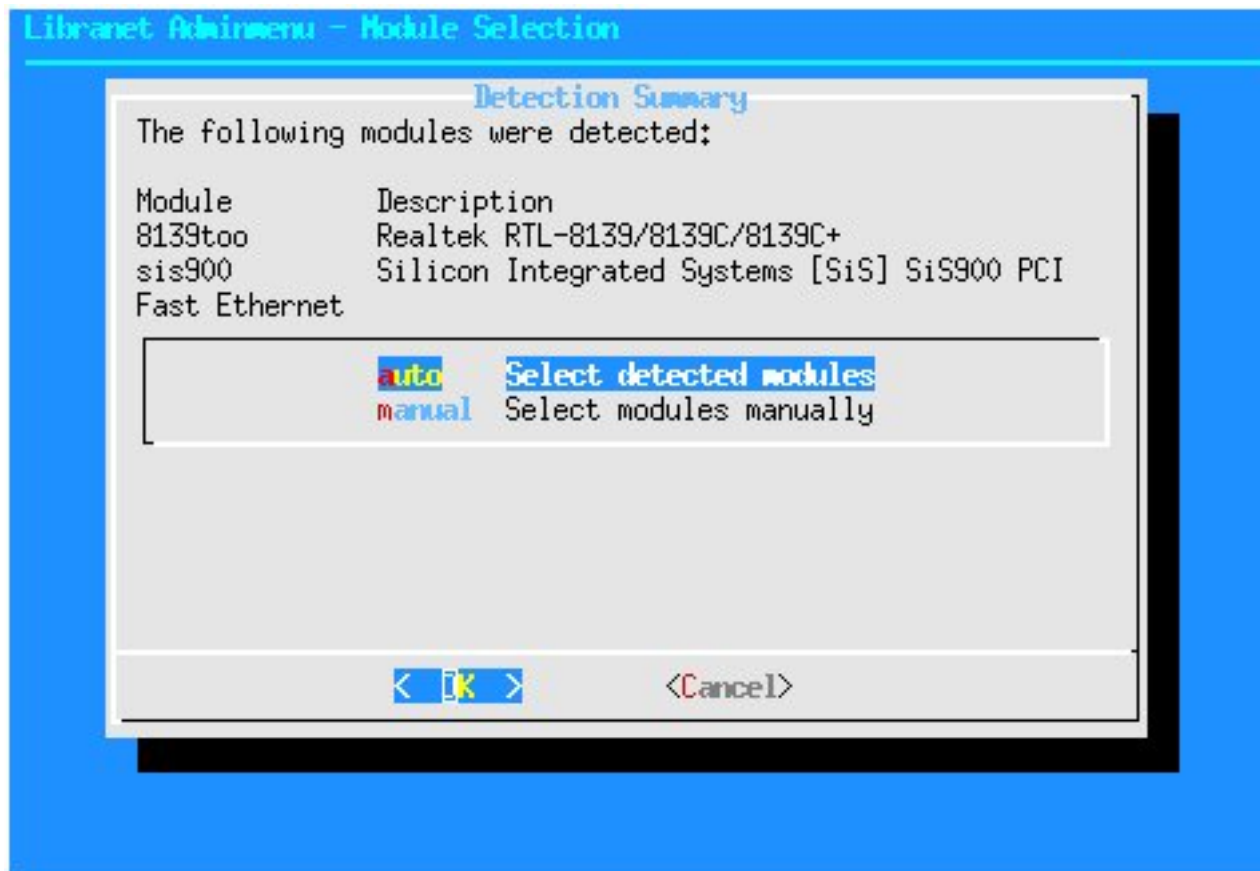 Libranet Adminmenu - Module Selection
Detection Summary
The following modules were detected:
Module Description
8139too Realtek RTL-8139/8139C/8139C+
sis900 Silicon Integrated Systems [SiS] SiS900 PCI
Fast Ethernet
auto Select detected modules
manual Select modules manually
< OK > <Cancel>